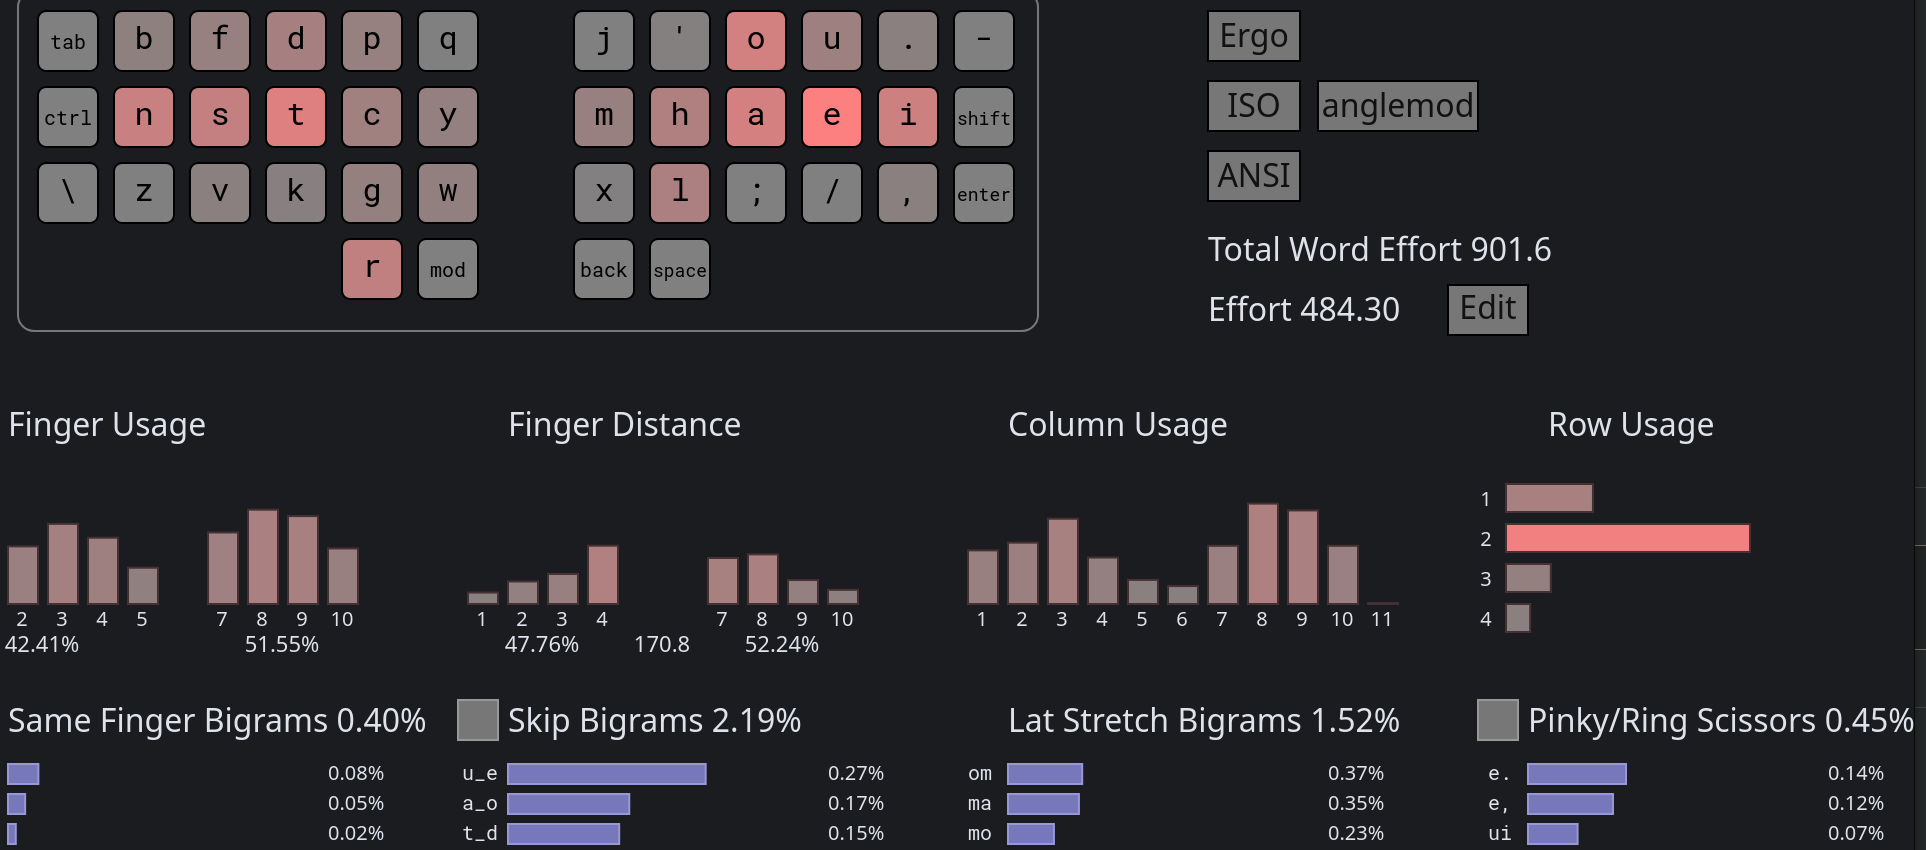 tab b f d p q j ' o u . -
ctrl n s t c y m h a e i shift
\ z v k g w x l ; / , enter
r mod back space
Ergo
ISO anglemod
ANSI
Total Word Effort 901.6
Effort 484.30 Edit
Finger Usage
2 3 4 5 7 8 9 10
42.41% 51.55%
Finger Distance
1 2 3 4 7 8 9 10
47.76% 170.8 52.24%
Column Usage
1 2 3 4 5 6 7 8 9 10 11
Row Usage
1
2
3
4
Same Finger Bigrams 0.40%
0.08%
0.05%
0.02%
Skip Bigrams 2.19%
u_e 0.27%
a_o 0.17%
t_d 0.15%
Lat Stretch Bigrams 1.52%
om 0.37%
ma 0.35%
mo 0.23%
Pinky/Ring Scissors 0.45%
e. 0.14%
e, 0.12%
ui 0.07%